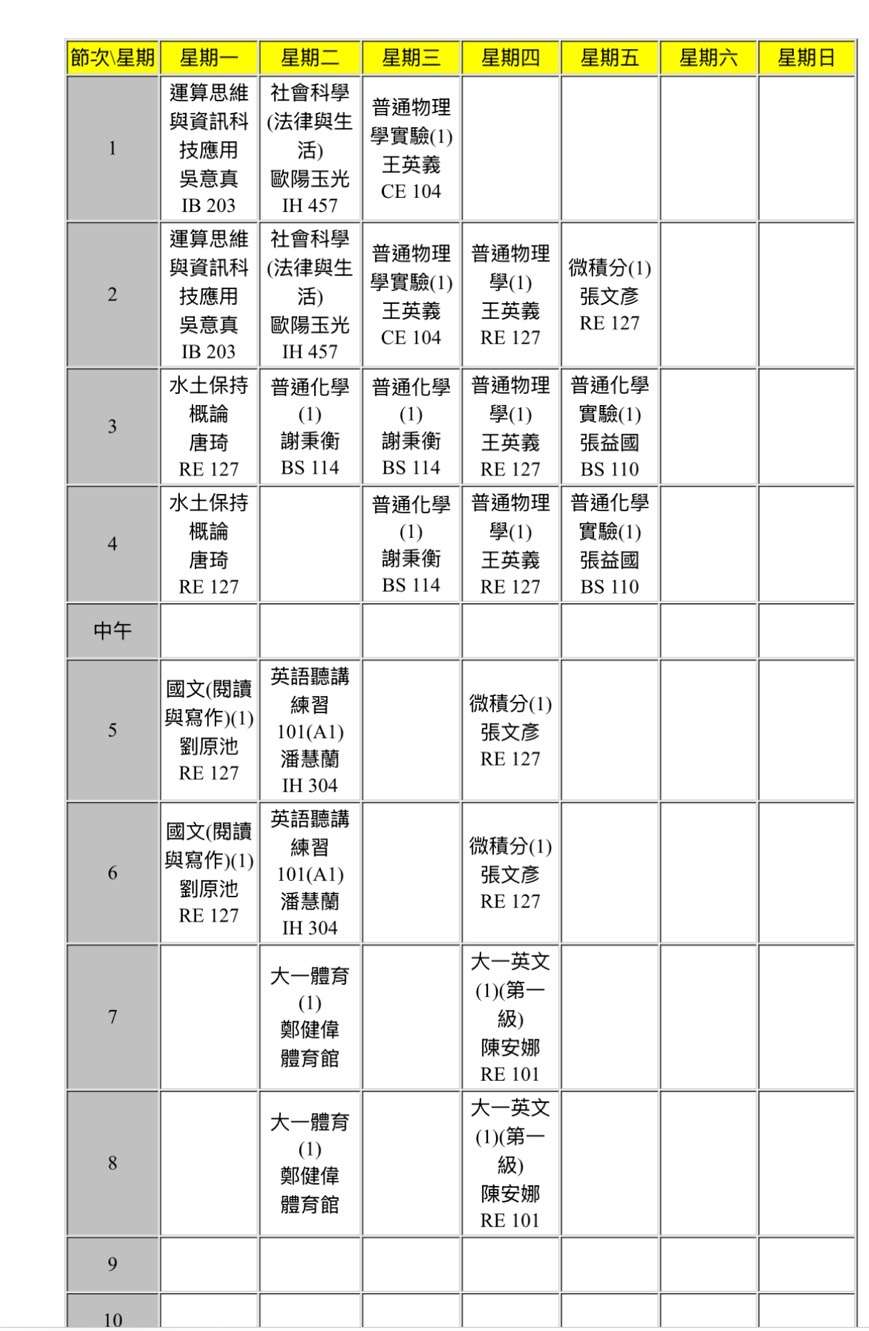 節次\星期 星期一 星期二 星期三 星期四 星期五 星期六 星期日
1
運算思維
與資訊科
技應用
吳意真
IB 203
社會科學
(法律與生
活)
歐陽玉光
IH 457
普通物理
學實驗(1)
王英義
CE 104
2
運算思維
與資訊科
技應用
吳意真
IB 203
社會科學
(法律與生
活)
歐陽玉光
IH 457
普通物理
學實驗(1)
王英義
CE 104
普通物理
學(1)
王英義
RE 127
微積分(1)
張文彥
RE 127
3
水土保持
概論
唐琦
RE 127
普通化學
(1)
謝秉衡
BS 114
普通化學
(1)
謝秉衡
BS 114
普通物理
學(1)
王英義
RE 127
普通化學
實驗(1)
張益國
BS 110
4
水土保持
概論
唐琦
RE 127
普通化學
(1)
謝秉衡
BS 114
普通物理
學(1)
王英義
RE 127
普通化學
實驗(1)
張益國
BS 110
中午
5
國文(閱讀
與寫作)(1)
劉原池
RE 127
英語聽講
練習
101(A1)
潘慧蘭
IH 304
微積分(1)
張文彥
RE 127
6
國文(閱讀
與寫作)(1)
劉原池
RE 127
英語聽講
練習
101(A1)
潘慧蘭
IH 304
微積分(1)
張文彥
RE 127
7
大一體育
(1)
鄭健偉
體育館
大一英文
(1)(第一
級)
陳安娜
RE 101
8
大一體育
(1)
鄭健偉
體育館
大一英文
(1)(第一
級)
陳安娜
RE 101
9
10